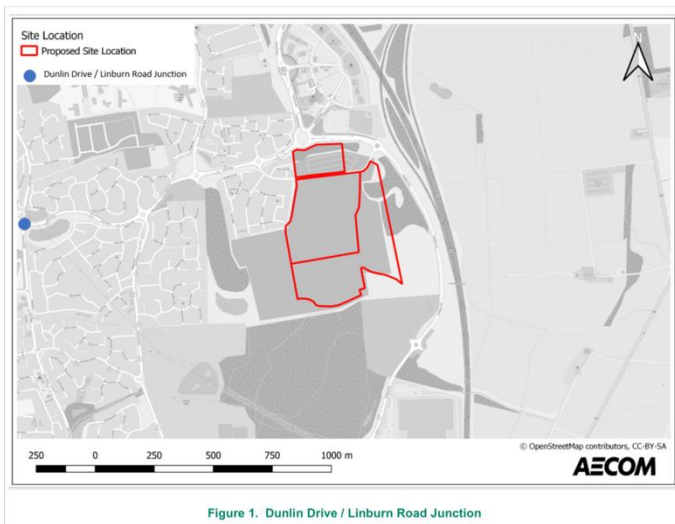 Site Location
Proposed Site Location
Dunlin Drive / Linburn Road Junction
N
250 0 250 500 750 1000 m
© OpenStreetMap contributors, CC-BY-SA
AECOM
Figure 1. Dunlin Drive / Linburn Road Junction